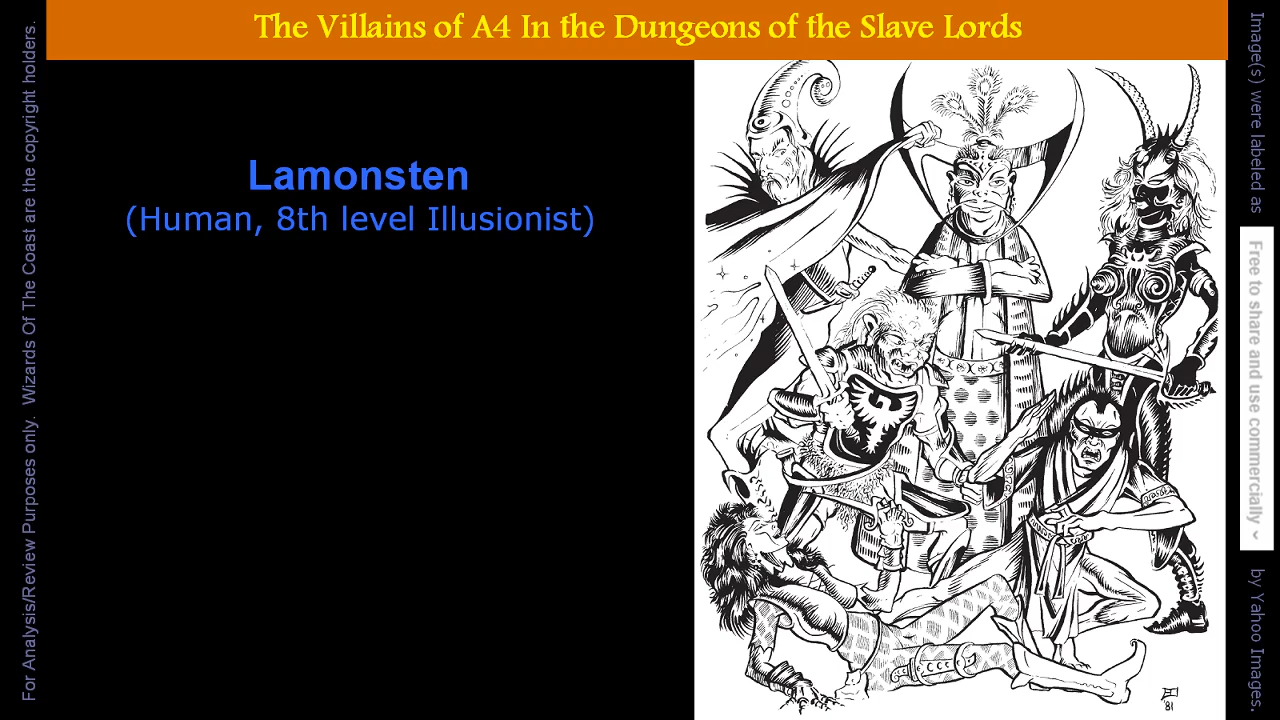 The Villains of A4 In the Dungeons of the Slave Lords
Lamonsten
(Human, 8th level Illusionist)
For Analysis/Review Purposes only. Wizards Of The Coast are the copyright holders.
Image(s) were labeled as
Free to share and use commercially
by Yahoo Images.
'81